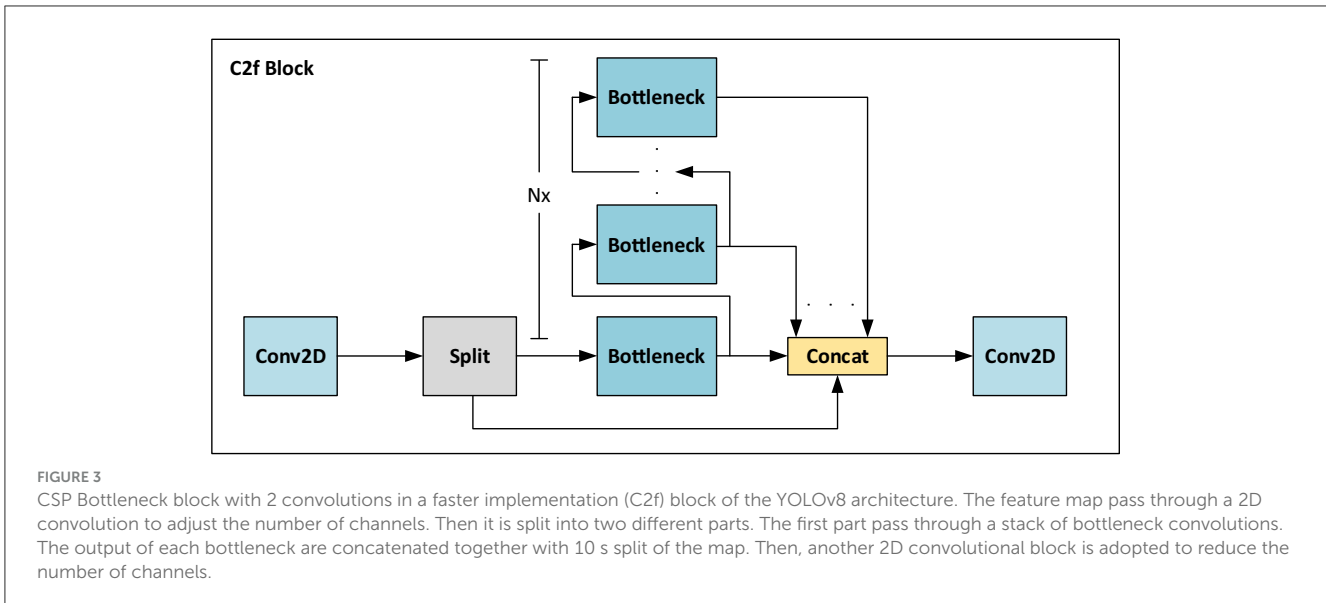 C2f Block
Bottleneck
Nx
Bottleneck
Conv2D
Split
Bottleneck
Concat
Conv2D
FIGURE 3
CSP Bottleneck block with 2 convolutions in a faster implementation (C2f) block of the YOLOv8 architecture. The feature map pass through a 2D
convolution to adjust the number of channels. Then it is split into two different parts. The first part pass through a stack of bottleneck convolutions.
The output of each bottleneck are concatenated together with 10 s split of the map. Then, another 2D convolutional block is adopted to reduce the
number of channels.